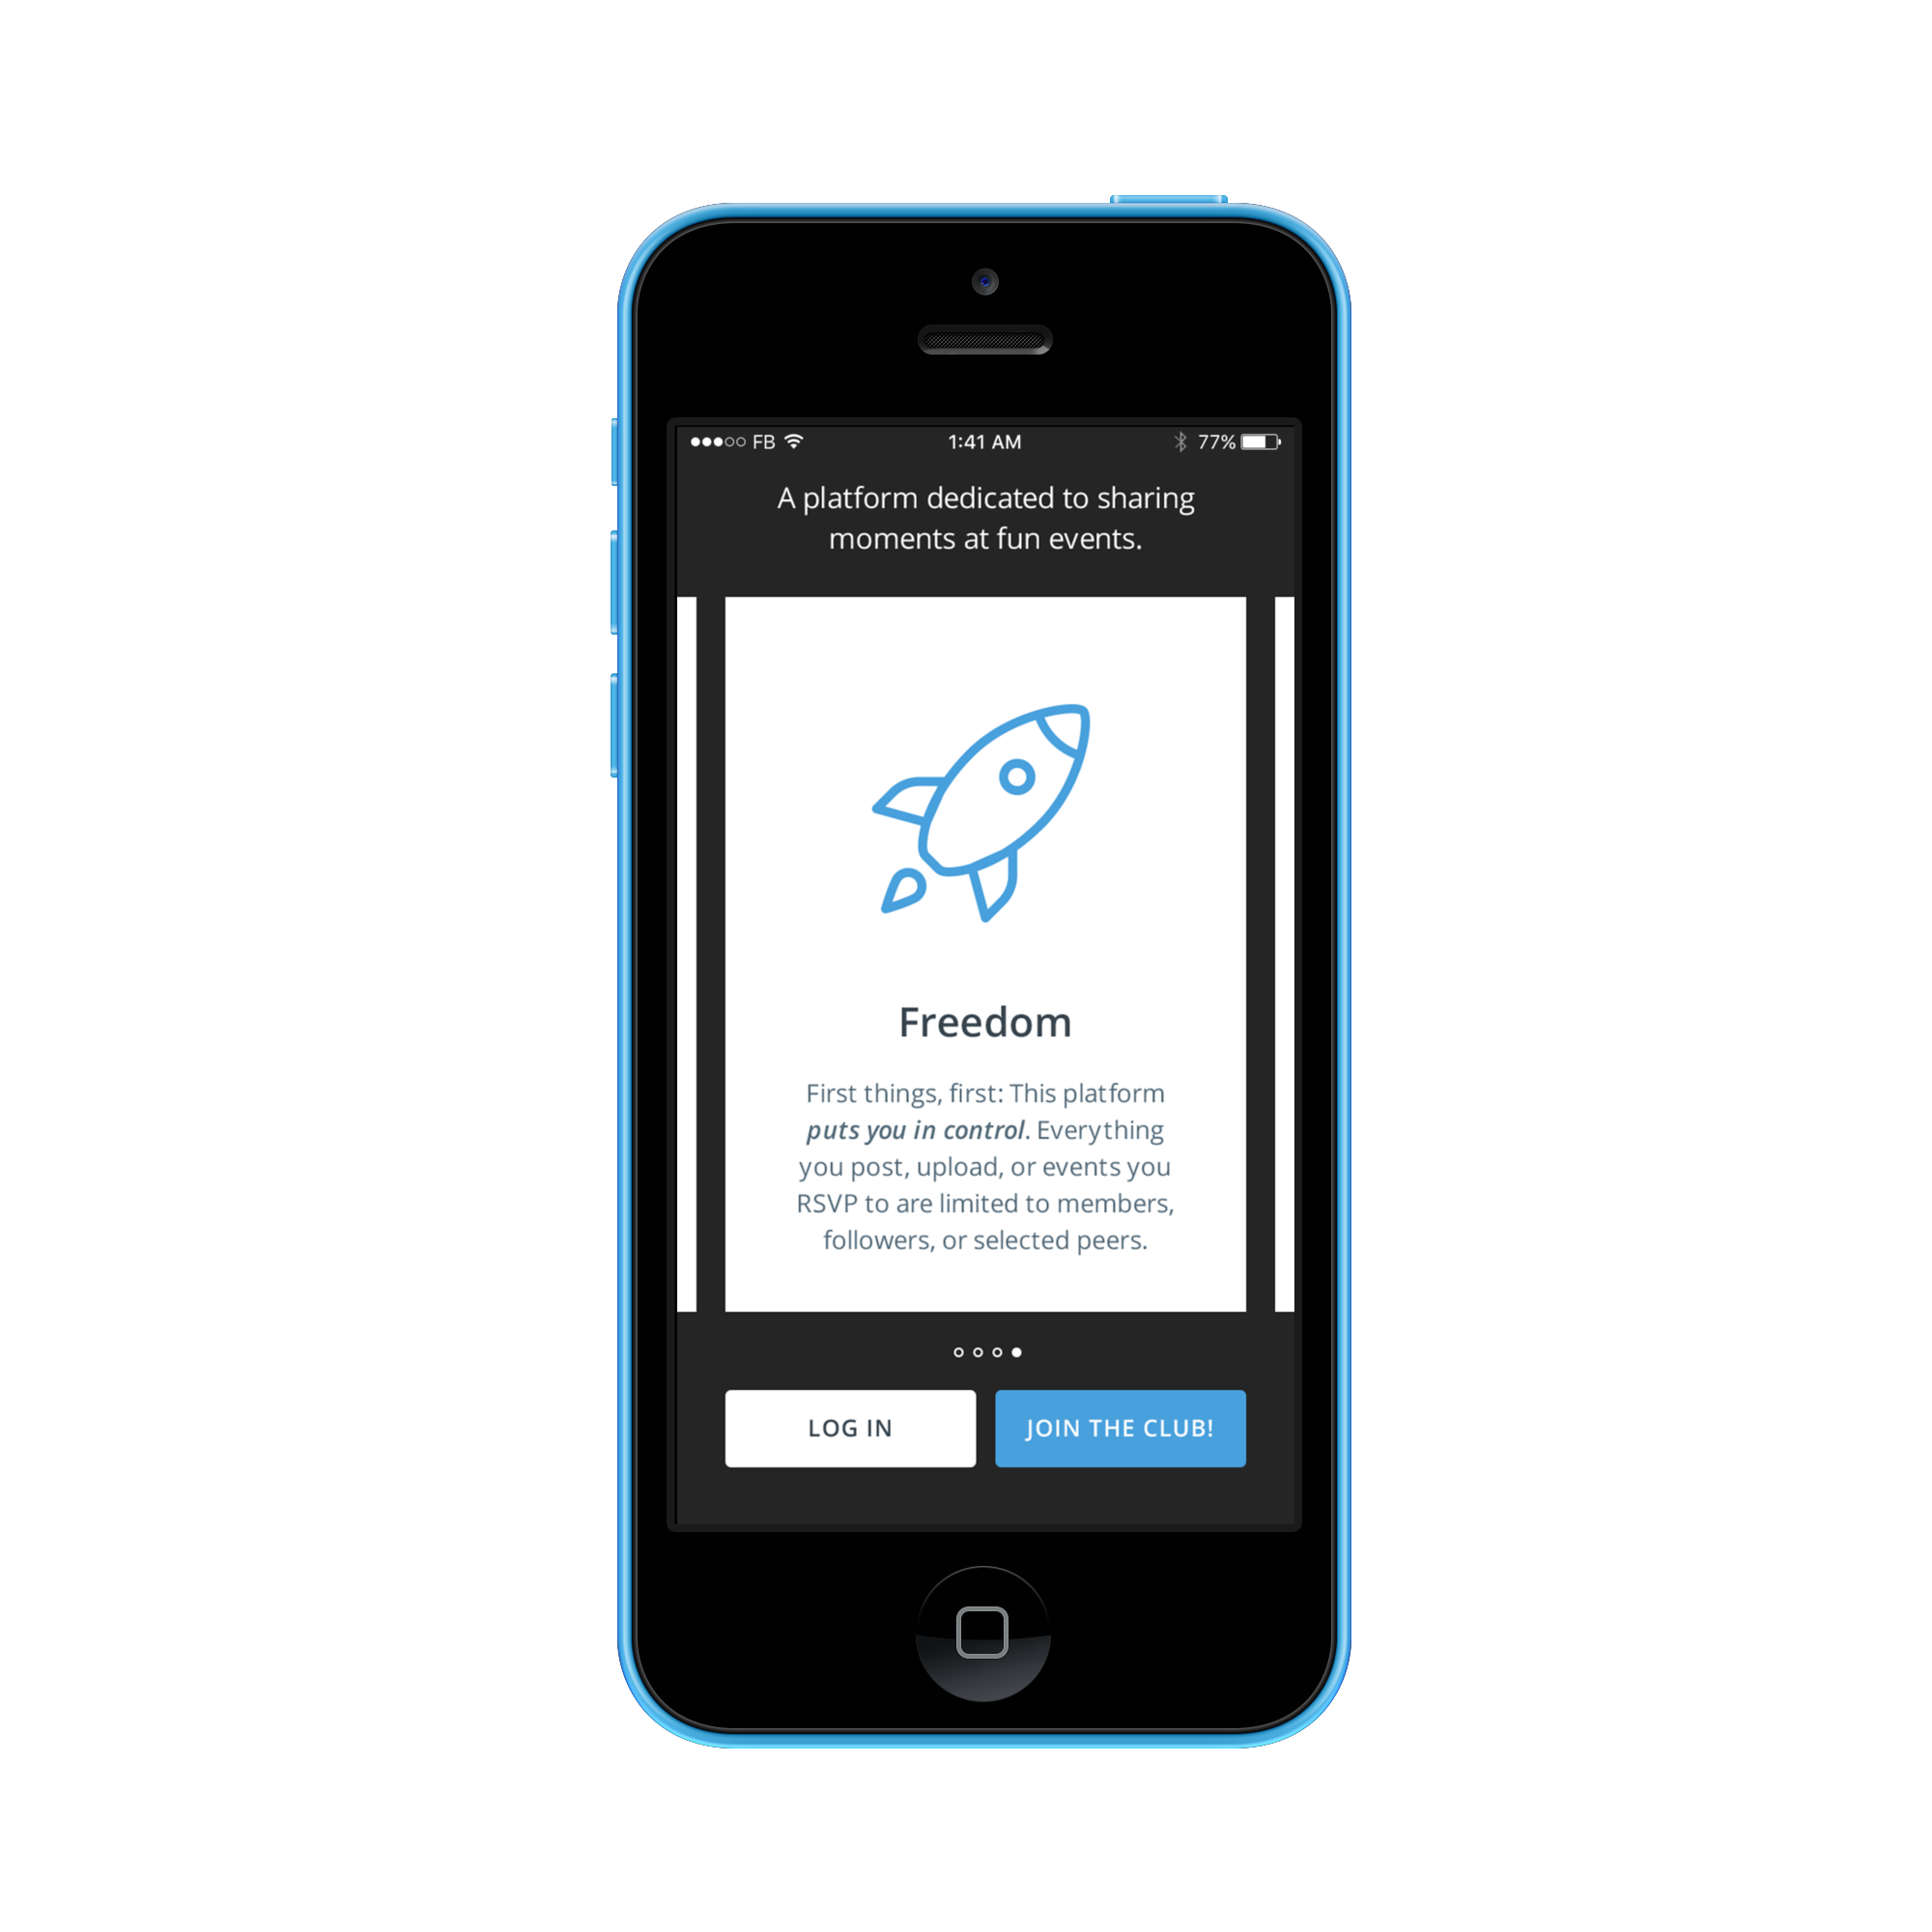 FB 1:41 AM 77%
A platform dedicated to sharing
moments at fun events.
Freedom
First things, first: This platform
puts you in control. Everything
you post, upload, or events you
RSVP to are limited to members,
followers, or selected peers.
LOG IN JOIN THE CLUB!